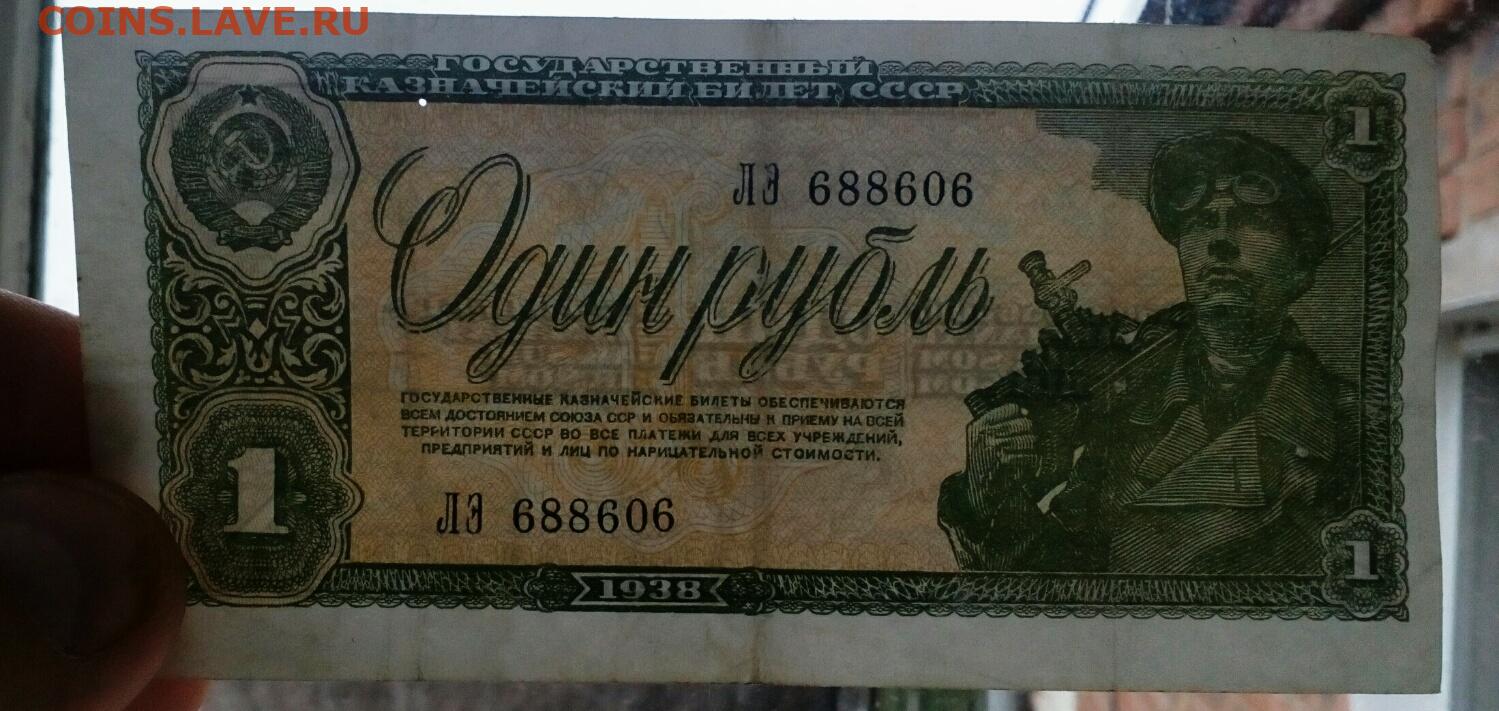 COINS.LAVE.RU
ГОСУДАРСТВЕННЫЙ
КАЗНАЧЕЙСКИЙ БИЛЕТ СССР
1
ЛЭ 688606
Один рубль
ГОСУДАРСТВЕННЫЕ КАЗНАЧЕЙСКИЕ БИЛЕТЫ ОБЕСПЕЧИВАЮТСЯ
ВСЕМ ДОСТОЯНИЕМ СОЮЗА ССР И ОБЯЗАТЕЛЬНЫ К ПРИЕМУ НА ВСЕЙ
ТЕРРИТОРИИ СССР ВО ВСЕ ПЛАТЕЖИ ДЛЯ ВСЕХ УЧРЕЖДЕНИЙ,
ПРЕДПРИЯТИЙ И ЛИЦ ПО НАРИЦАТЕЛЬНОЙ СТОИМОСТИ.
1
ЛЭ 688606
1
1938